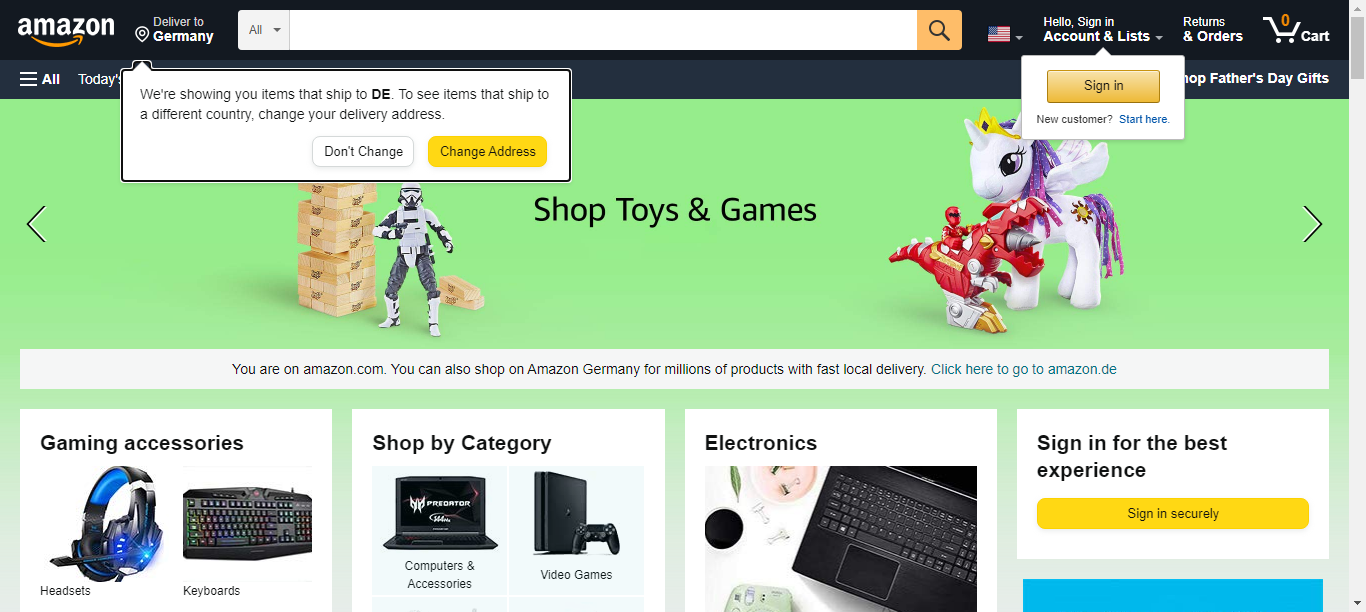 amazon
Deliver to
Germany
All
Hello, Sign in
Account & Lists
Returns
& Orders
0
Cart
All
Today's
Father's Day Gifts
We're showing you items that ship to DE. To see items that ship to
a different country, change your delivery address.
Don't Change
Change Address
Sign in
New customer? Start here.
Shop Toys & Games
You are on amazon.com. You can also shop on Amazon Germany for millions of products with fast local delivery. Click here to go to amazon.de
Gaming accessories
Headsets
Keyboards
Shop by Category
PREDATOR
Computers &
Accessories
Video Games
Electronics
Sign in for the best
experience
Sign in securely